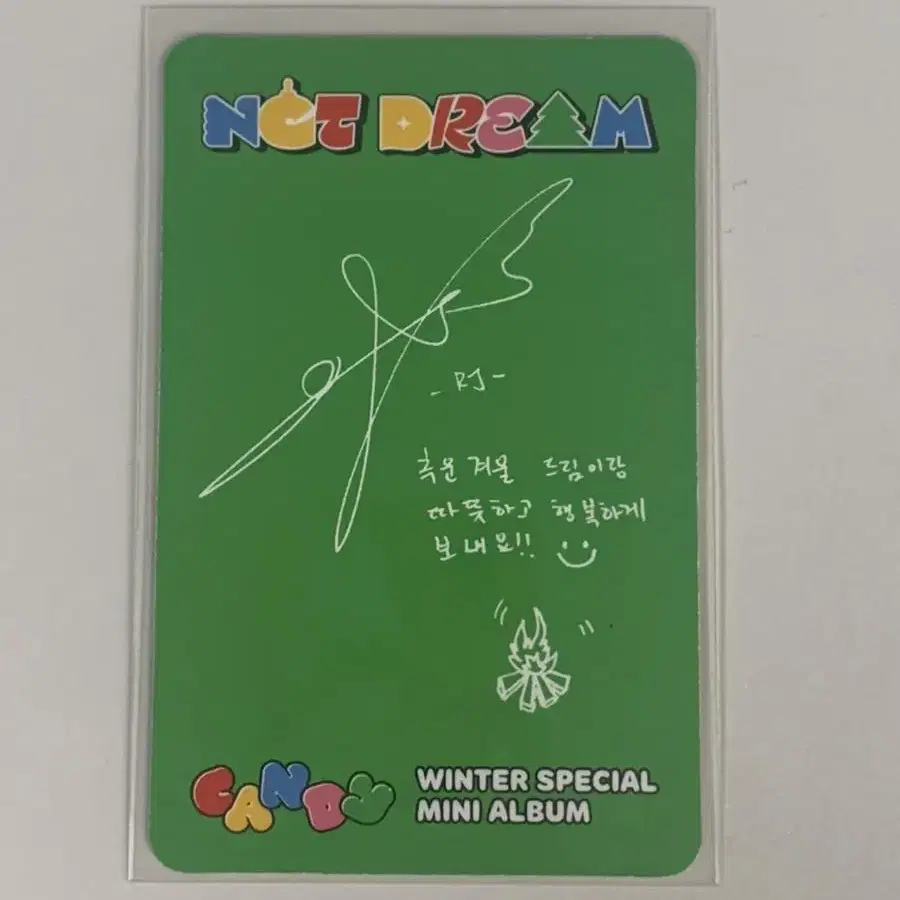 NCT DREAM
- RJ -
추운 겨울 드림이랑
따뜻하고 행복하게
보내요!!
CANDY
WINTER SPECIAL
MINI ALBUM